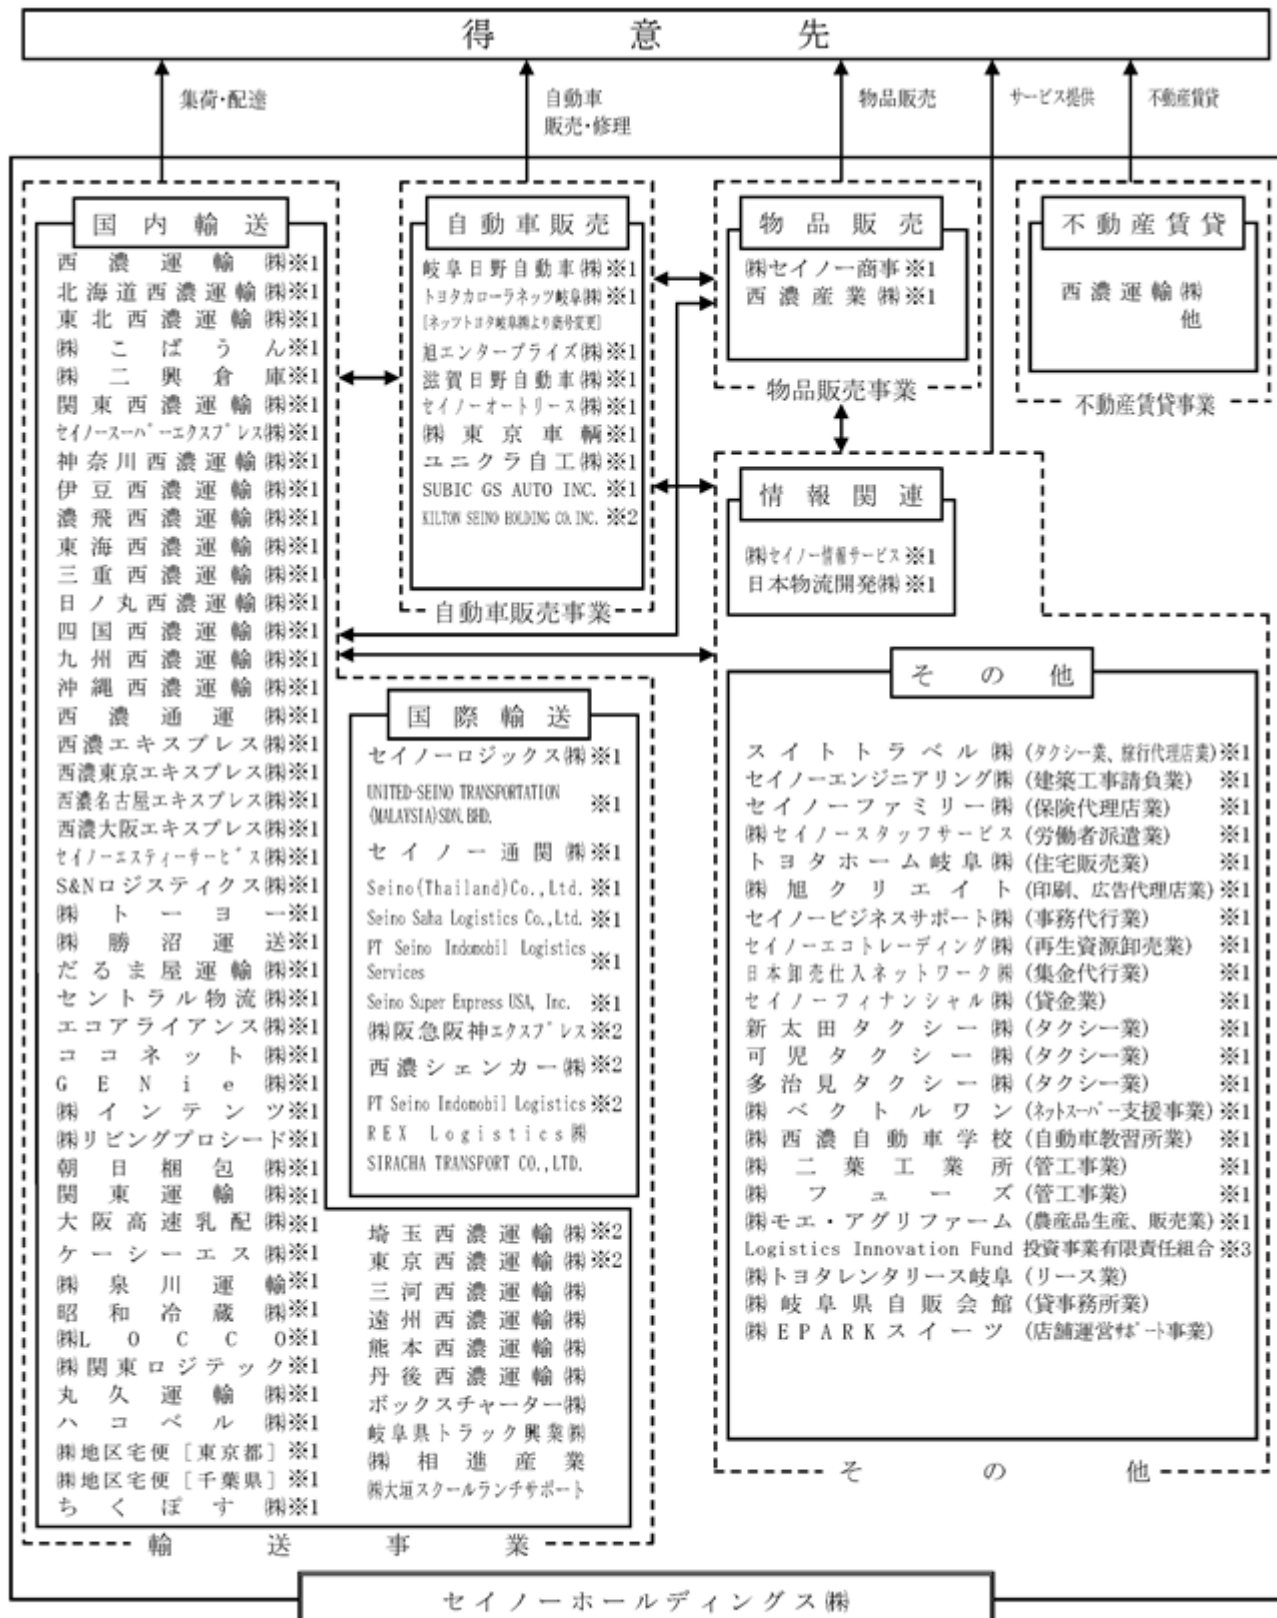 得意先
集荷・配達
自動車
販売・修理
物品販売
サービス提供
不動産賃貸
国内輸送
西濃運輸㈱※1
北海道西濃運輸㈱※1
東北西濃運輸㈱※1
㈱こばうん※1
㈱二興倉庫※1
関東西濃運輸㈱※1
セイノースーパーエクスプレス㈱※1
神奈川西濃運輸㈱※1
伊豆西濃運輸㈱※1
濃飛西濃運輸㈱※1
東海西濃運輸㈱※1
三重西濃運輸㈱※1
日ノ丸西濃運輸㈱※1
四国西濃運輸㈱※1
九州西濃運輸㈱※1
沖縄西濃運輸㈱※1
西濃通運㈱※1
西濃エキスプレス㈱※1
西濃東京エキスプレス㈱※1
西濃名古屋エキスプレス㈱※1
西濃大阪エキスプレス㈱※1
セイノーエスティーサービス㈱※1
S&Nロジスティクス㈱※1
㈱トーヨー※1
㈱勝沼運送※1
だるま屋運輸㈱※1
セントラル物流㈱※1
エコアライアンス㈱※1
ココネット㈱※1
GENie㈱※1
㈱インテンツ※1
㈱リビングプロシード※1
朝日梱包㈱※1
関東運輸㈱※1
大阪高速乳配㈱※1
ケーシーエス㈱※1
㈱泉川運輸※1
昭和冷蔵㈱※1
㈱LOCCO※1
㈱関東ロジテック※1
丸久運輸㈱※1
ハコベル㈱※1
㈱地区宅便[東京都]※1
㈱地区宅便[千葉県]※1
ちくぽす㈱※1
埼玉西濃運輸㈱※2
東京西濃運輸㈱※2
三河西濃運輸㈱
遠州西濃運輸㈱
熊本西濃運輸㈱
丹後西濃運輸㈱
ボックスチャーター㈱
岐阜県トラック興業㈱
㈱相進産業
㈱大垣スクールランチサポート
国際輸送
セイノーロジックス㈱※1
UNITED-SEINO TRANSPORTATION
(MALAYSIA)SDN.BHD. ※1
セイノー通関㈱※1
Seino(Thailand)Co.,Ltd. ※1
Seino Saha Logistics Co.,Ltd. ※1
PT Seino Indomobil Logistics
Services ※1
Seino Super Express USA, Inc. ※1
㈱阪急阪神エクスプレス※2
西濃シェンカー㈱※2
PT Seino Indomobil Logistics ※2
REX Logistics㈱
SIRACHA TRANSPORT CO.,LTD.
輸送事業
自動車販売
岐阜日野自動車㈱※1
トヨタカローラネッツ岐阜㈱※1
[ネッツトヨタ岐阜㈱より商号変更]
旭エンタープライズ㈱※1
滋賀日野自動車㈱※1
セイノーオートリース㈱※1
㈱東京車輌※1
ユニクラ自工㈱※1
SUBIC GS AUTO INC. ※1
KILTON SEINO HOLDING CO. INC. ※2
自動車販売事業
物品販売
㈱セイノー商事※1
西濃産業㈱※1
物品販売事業
不動産賃貸
西濃運輸㈱
他
不動産賃貸事業
情報関連
㈱セイノー情報サービス※1
日本物流開発㈱※1
その他
スイトトラベル㈱(タクシー業、旅行代理店業)※1
セイノーエンジニアリング㈱(建築工事請負業)※1
セイノーファミリー㈱(保険代理店業)※1
㈱セイノースタッフサービス(労働者派遣業)※1
トヨタホーム岐阜㈱(住宅販売業)※1
㈱旭クリエイト(印刷、広告代理店業)※1
セイノービジネスサポート㈱(事務代行業)※1
セイノーエコトレーディング㈱(再生資源卸売業)※1
日本卸売仕入ネットワーク㈱(集金代行業)※1
セイノーフィナンシャル㈱(貸金業)※1
新太田タクシー㈱(タクシー業)※1
可児タクシー㈱(タクシー業)※1
多治見タクシー㈱(タクシー業)※1
㈱ベクトルワン(ネットスーパー支援事業)※1
㈱西濃自動車学校(自動車教習所業)※1
㈱二葉工業所(管工事業)※1
㈱フューズ(管工事業)※1
㈱モエ・アグリファーム(農産品生産、販売業)※1
Logistics Innovation Fund 投資事業有限責任組合※3
㈱トヨタレンタリース岐阜(リース業)
㈱岐阜県自販会館(貸事務所業)
㈱EPARKスイーツ(店舗運営サポート事業)
その他
セイノーホールディングス㈱